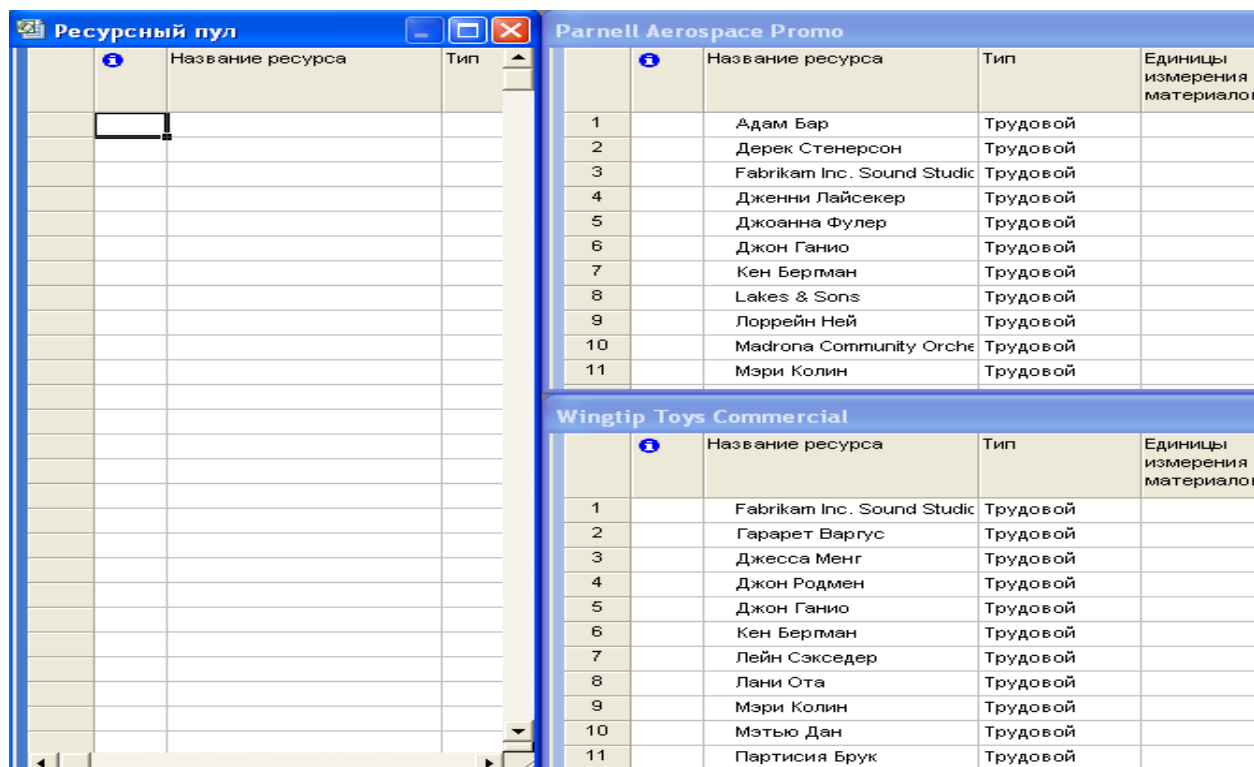 Ресурсный пул
Название ресурса Тип
Parnell Aerospace Promo
Название ресурса Тип Единицы
измерения
материалов
1 Адам Бар Трудовой
2 Дерек Стенерсон Трудовой
3 Fabrikam Inc. Sound Studic Трудовой
4 Дженни Лайсекер Трудовой
5 Джоанна Фулер Трудовой
6 Джон Ганио Трудовой
7 Кен Бергман Трудовой
8 Lakes & Sons Трудовой
9 Лоррейн Ней Трудовой
10 Madrona Community Orche Трудовой
11 Мэри Колин Трудовой
Wingtip Toys Commercial
Название ресурса Тип Единицы
измерения
материалов
1 Fabrikam Inc. Sound Studic Трудовой
2 Гарарет Варгус Трудовой
3 Джесса Менг Трудовой
4 Джон Родмен Трудовой
5 Джон Ганио Трудовой
6 Кен Бергман Трудовой
7 Лейн Сэкседер Трудовой
8 Лани Ота Трудовой
9 Мэри Колин Трудовой
10 Мэтью Дан Трудовой
11 Партисия Брук Трудовой